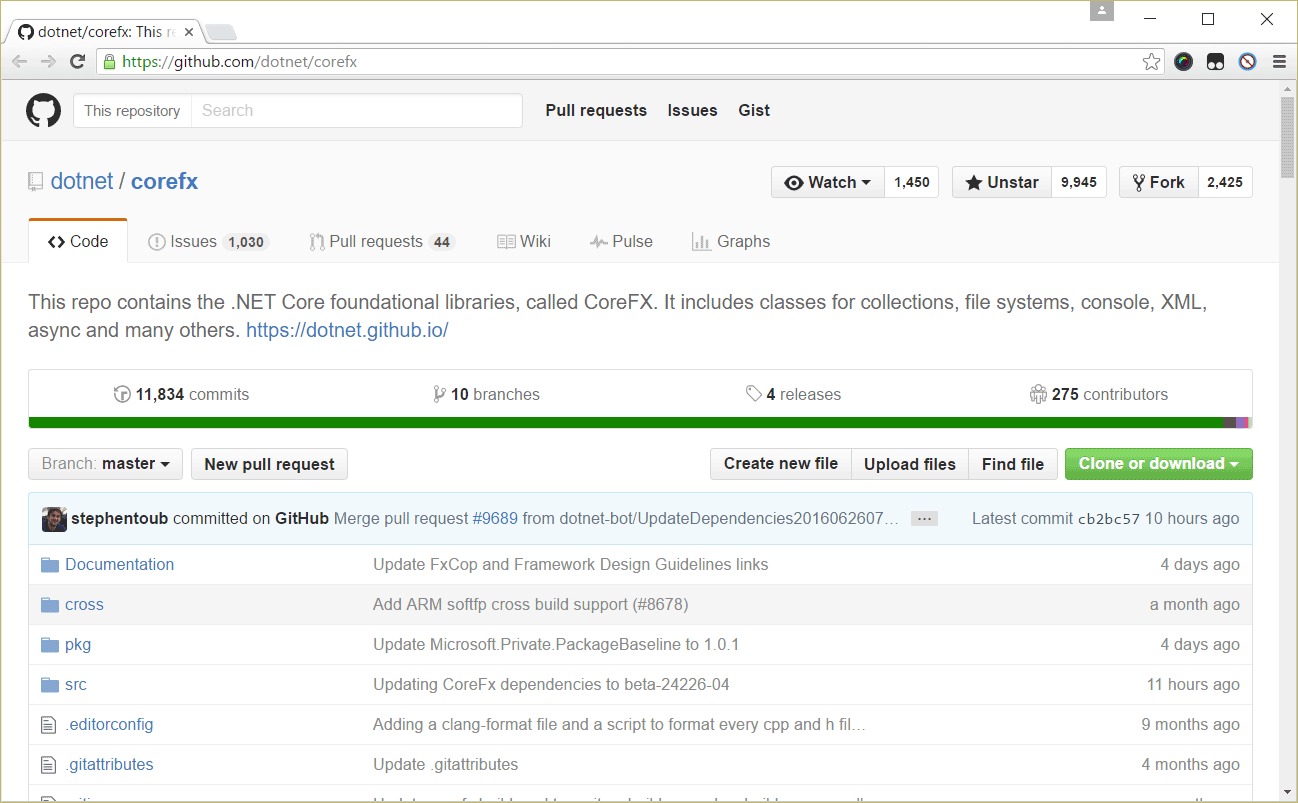 dotnet/corefx: This re
https://github.com/dotnet/corefx
This repository Search Pull requests Issues Gist
dotnet / corefx Watch 1,450 Unstar 9,945 Fork 2,425
Code Issues 1,030 Pull requests 44 Wiki Pulse Graphs
This repo contains the .NET Core foundational libraries, called CoreFX. It includes classes for collections, file systems, console, XML,
async and many others. https://dotnet.github.io/
11,834 commits 10 branches 4 releases 275 contributors
Branch: master New pull request Create new file Upload files Find file Clone or download
stephentoub committed on GitHub Merge pull request #9689 from dotnet-bot/UpdateDependencies2016062607… … Latest commit cb2bc57 10 hours ago
Documentation Update FxCop and Framework Design Guidelines links 4 days ago
cross Add ARM softfp cross build support (#8678) a month ago
pkg Update Microsoft.Private.PackageBaseline to 1.0.1 4 days ago
src Updating CoreFx dependencies to beta-24226-04 11 hours ago
.editorconfig Adding a clang-format file and a script to format every cpp and h fil… 9 months ago
.gitattributes Update .gitattributes 4 months ago